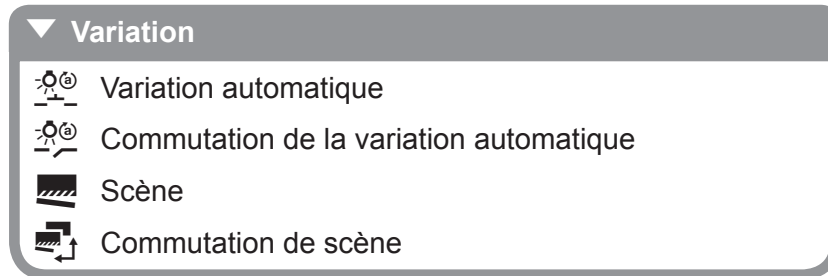 Variation
Variation automatique
Commutation de la variation automatique
Scène
Commutation de scène